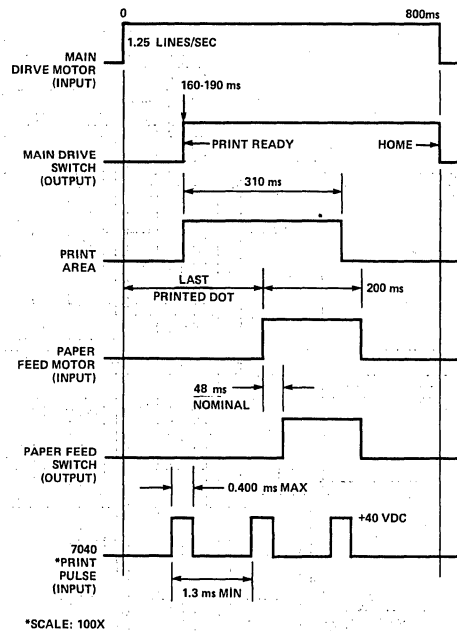 0
800ms
MAIN
DIRVE MOTOR
(INPUT)
1.25 LINES/SEC
160-190 ms
MAIN DRIVE
SWITCH
(OUTPUT)
PRINT READY
HOME
310 ms
PRINT
AREA
LAST
PRINTED DOT
200 ms
PAPER
FEED MOTOR
(INPUT)
48 ms
NOMINAL
PAPER FEED
SWITCH
(OUTPUT)
0.400 ms MAX
+40 VDC
7040
*PRINT
PULSE
(INPUT)
1.3 ms MIN
*SCALE: 100X